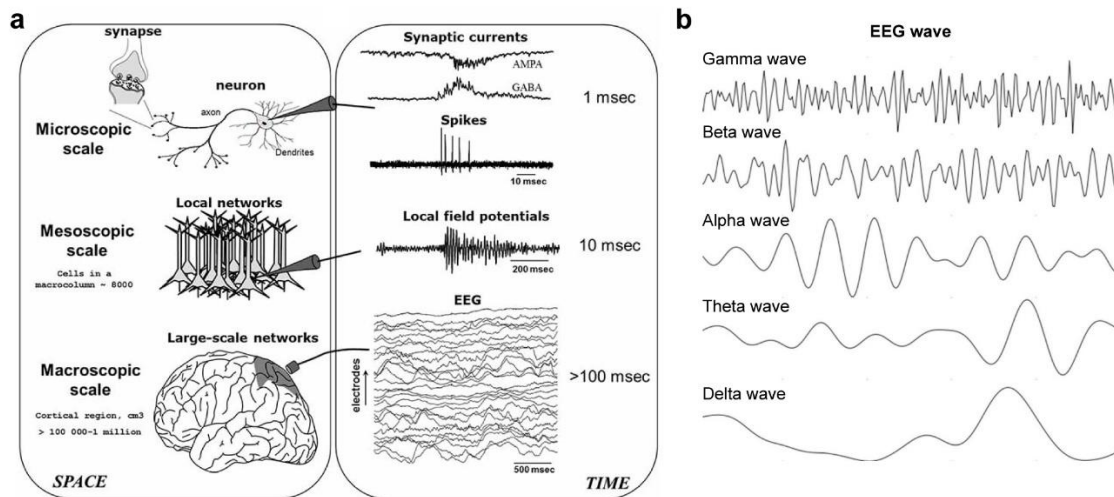 a
synapse
neuron
axon
Dendrites
Microscopic
scale
Local networks
Mesoscopic
scale
Cells in a
macrocolumn ~ 8000
Large-scale networks
Macroscopic
scale
Cortical region, cm3
> 100 000-1 million
SPACE
Synaptic currents
AMPA
GABA
1 msec
Spikes
10 msec
Local field potentials
10 msec
200 msec
EEG
electrodes
>100 msec
500 msec
TIME
b
EEG wave
Gamma wave
Beta wave
Alpha wave
Theta wave
Delta wave